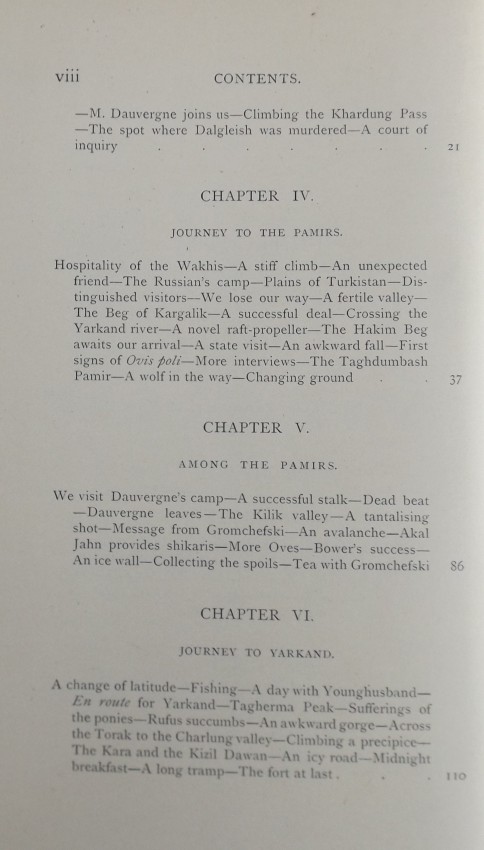 viii CONTENTS.
—M. Dauvergne joins us—Climbing the Khardung Pass
—The spot where Dalgleish was murdered—A court of
inquiry . . . . . . . 21
CHAPTER IV.
JOURNEY TO THE PAMIRS.
Hospitality of the Wakhis—A stiff climb—An unexpected
friend—The Russian's camp—Plains of Turkistan—Dis-
tinguished visitors—We lose our way—A fertile valley—
The Beg of Kargalik—A successful deal—Crossing the
Yarkand river—A novel raft-propeller—The Hakim Beg
awaits our arrival—A state visit—An awkward fall—First
signs of Ovis poli—More interviews—The Taghdumbash
Pamir—A wolf in the way—Changing ground . . 37
CHAPTER V.
AMONG THE PAMIRS.
We visit Dauvergne's camp—A successful stalk—Dead beat
—Dauvergne leaves—The Kilik valley—A tantalising
shot—Message from Gromchefski—An avalanche—Akal
Jahn provides shikaris—More Oves—Bower's success—
An ice wall—Collecting the spoils—Tea with Gromchefski 86
CHAPTER VI.
JOURNEY TO YARKAND.
A change of latitude—Fishing—A day with Younghusband—
En route for Yarkand—Tagherma Peak—Sufferings of
the ponies—Rufus succumbs—An awkward gorge—Across
the Torak to the Charlung valley—Climbing a precipice—
The Kara and the Kizil Dawan—An icy road—Midnight
breakfast—A long tramp—The fort at last . . . 110